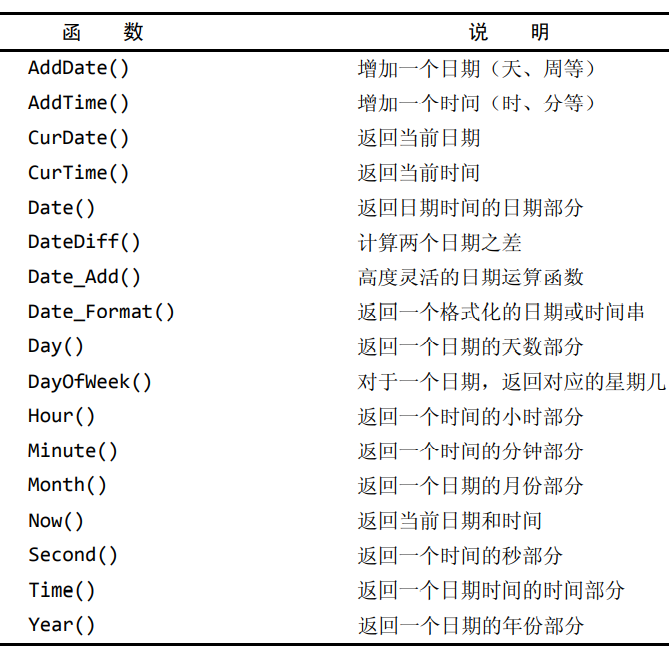 函 数 说 明
AddDate() 增加一个日期（天、周等）
AddTime() 增加一个时问（时、分等）
CurDate() 返回当前日期
CurTime() 返回当前时间
Date() 返回日期时间的日期部分
DateDiff() 计算两个日期之差
Date_Add() 高度灵活的日期运算函数
Date_Format() 返回一个格式化的日期或时间串
Day() 返回一个日期的天数部分
DayOfWeek() 对于一个日期，返回对应的星期几
Hour() 返回一个时间的小时部分
Minute() 返回一个时间的分钟部分
Month() 返回一个日期的月份部分
Now() 返回当前日期和时间
Second() 返回一个时间的秒部分
Time() 返回一个日期时间的时间部分
Year() 返回一个日期的年份部分